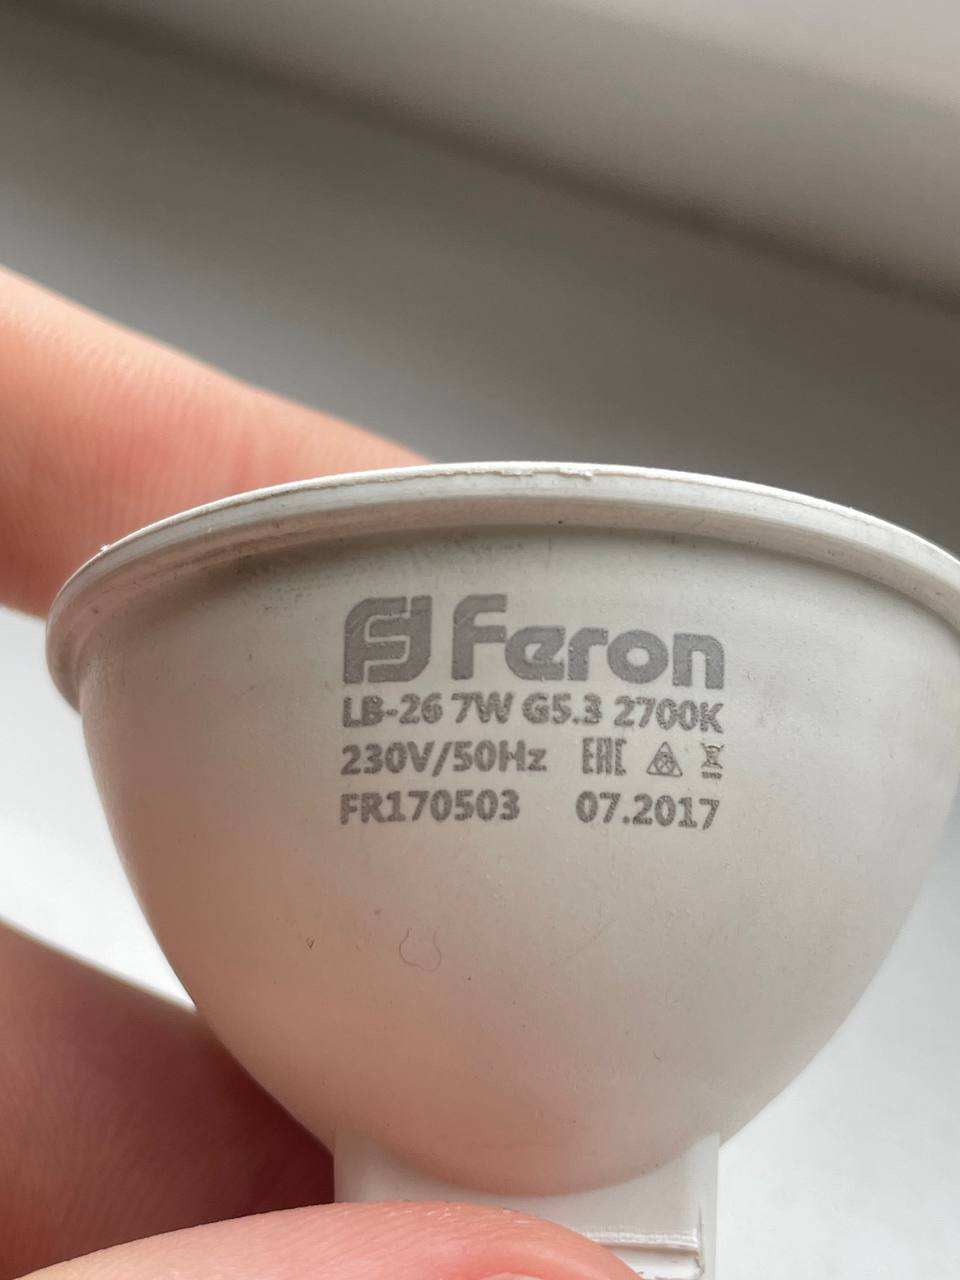 Feron
LB-26 7W G5.3 2700K
230V/50Hz EAC
FR170503 07.2017